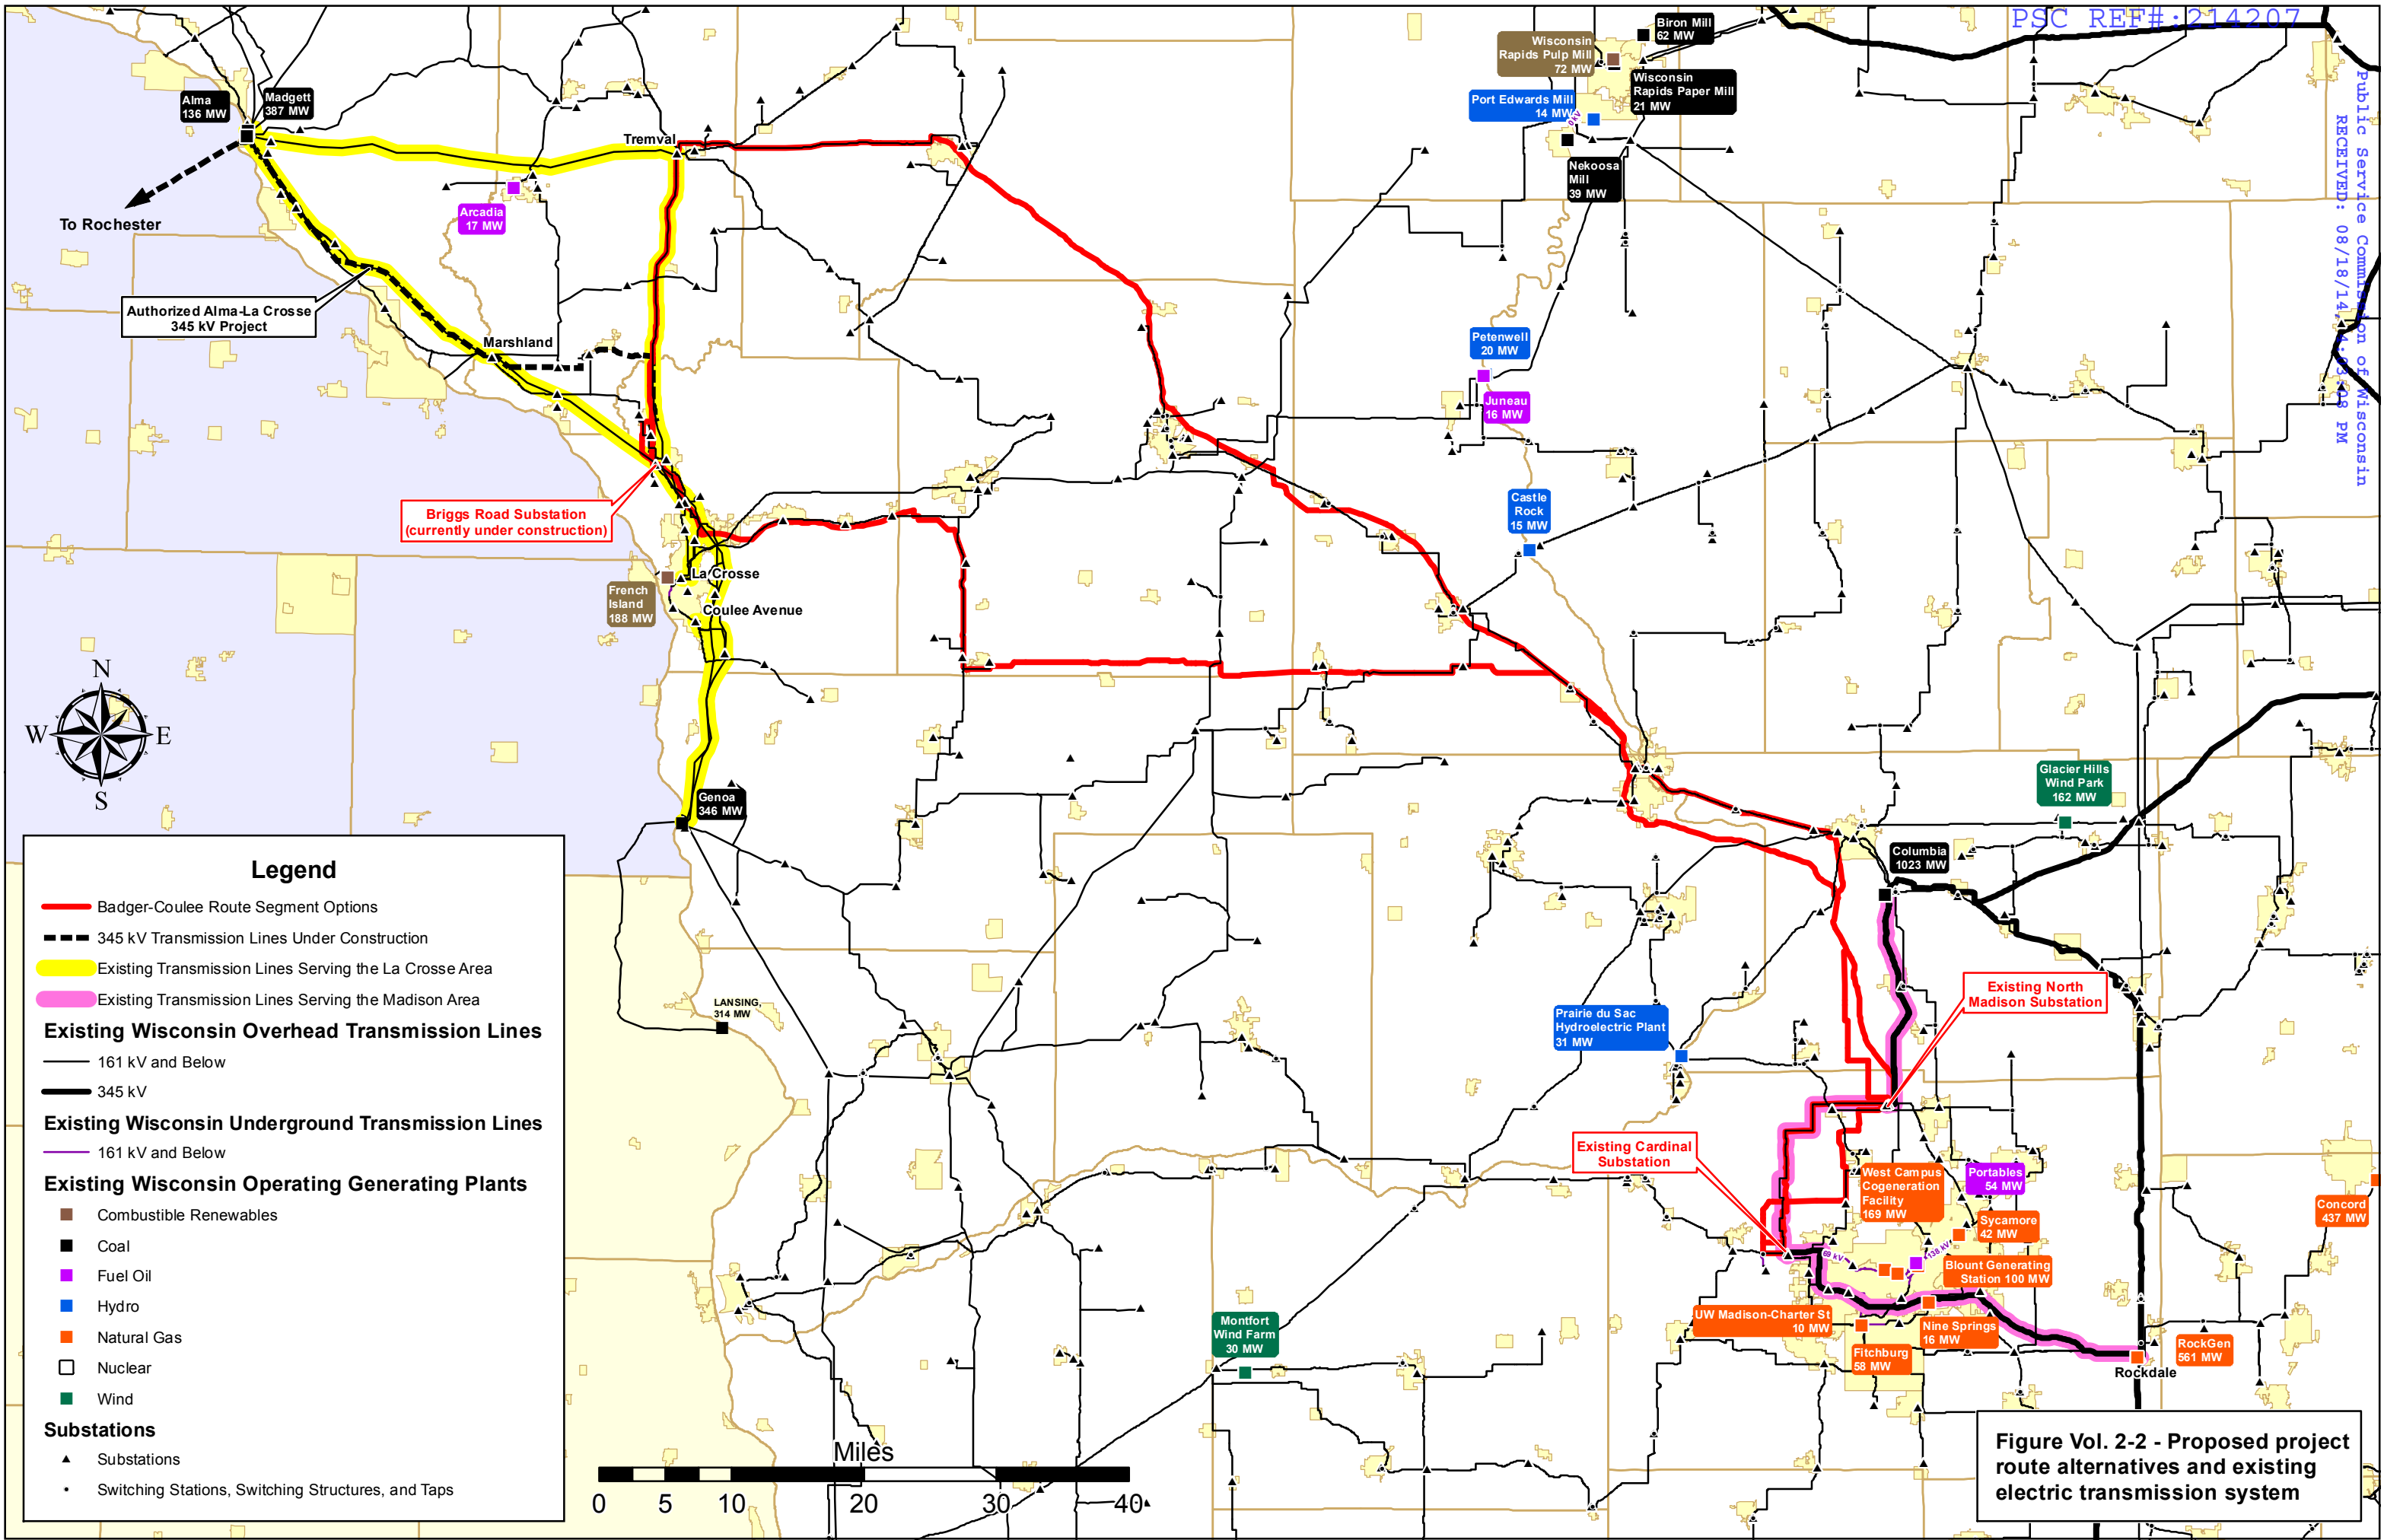 PSC REF#:214207
Public Service Commission of Wisconsin
RECEIVED: 08/18/14
PM
Biron Mill
62 MW
Wisconsin
Rapids Pulp Mill
72 MW
Wisconsin
Rapids Paper Mill
21 MW
Port Edwards Mill
14 MW
Nekoosa
Mill
39 MW
Alma
136 MW
Madgett
387 MW
Tremval
Arcadia
17 MW
To Rochester
Authorized Alma-La Crosse
345 kV Project
Marshland
Petenwell
20 MW
Juneau
16 MW
Castle
Rock
15 MW
Briggs Road Substation
(currently under construction)
La Crosse
French
Island
188 MW
Coulee Avenue
N
W
E
S
Genoa
346 MW
Glacier Hills
Wind Park
162 MW
Columbia
1023 MW
LANSING,
314 MW
Existing North
Madison Substation
Prairie du Sac
Hydroelectric Plant
31 MW
Existing Cardinal
Substation
West Campus
Cogeneration
Facility
169 MW
Portables
54 MW
Sycamore
42 MW
Concord
437 MW
69 kV
138 kV
Blount Generating
Station 100 MW
UW Madison-Charter St
10 MW
Nine Springs
16 MW
Fitchburg
58 MW
RockGen
561 MW
Rockdale
Montfort
Wind Farm
30 MW
Legend
Badger-Coulee Route Segment Options
345 kV Transmission Lines Under Construction
Existing Transmission Lines Serving the La Crosse Area
Existing Transmission Lines Serving the Madison Area
Existing Wisconsin Overhead Transmission Lines
161 kV and Below
345 kV
Existing Wisconsin Underground Transmission Lines
161 kV and Below
Existing Wisconsin Operating Generating Plants
Combustible Renewables
Coal
Fuel Oil
Hydro
Natural Gas
Nuclear
Wind
Substations
Substations
Switching Stations, Switching Structures, and Taps
Miles
0 5 10 20 30 40
Figure Vol. 2-2 - Proposed project
route alternatives and existing
electric transmission system